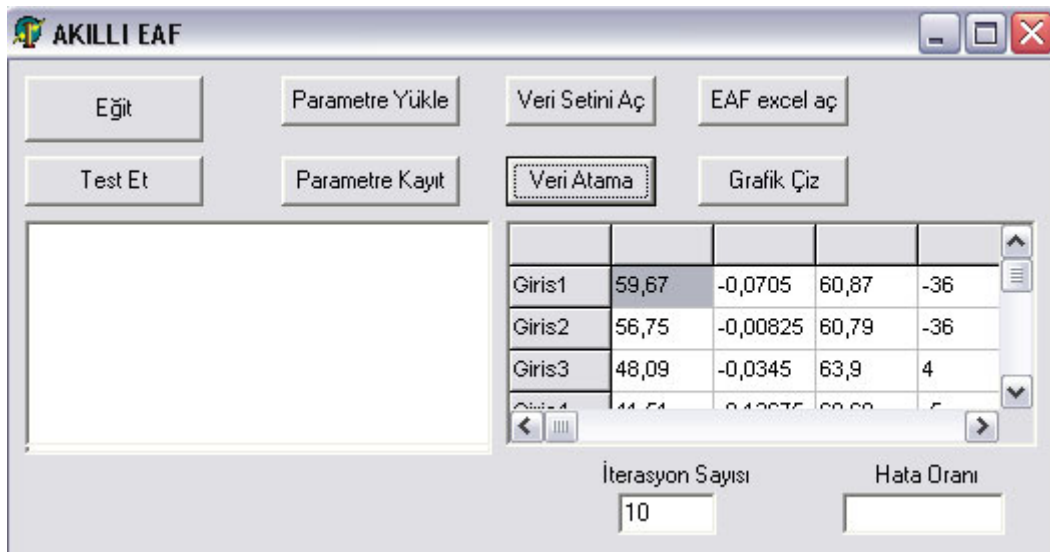 AKILLI EAF
Eğit
Parametre Yükle
Veri Setini Aç
EAF excel aç
Test Et
Parametre Kayıt
Veri Atama
Grafik Çiz
Giris1 59,67 -0,0705 60,87 -36
Giris2 56,75 -0,00825 60,79 -36
Giris3 48,09 -0,0345 63,9 4
İterasyon Sayısı
Hata Oranı
10